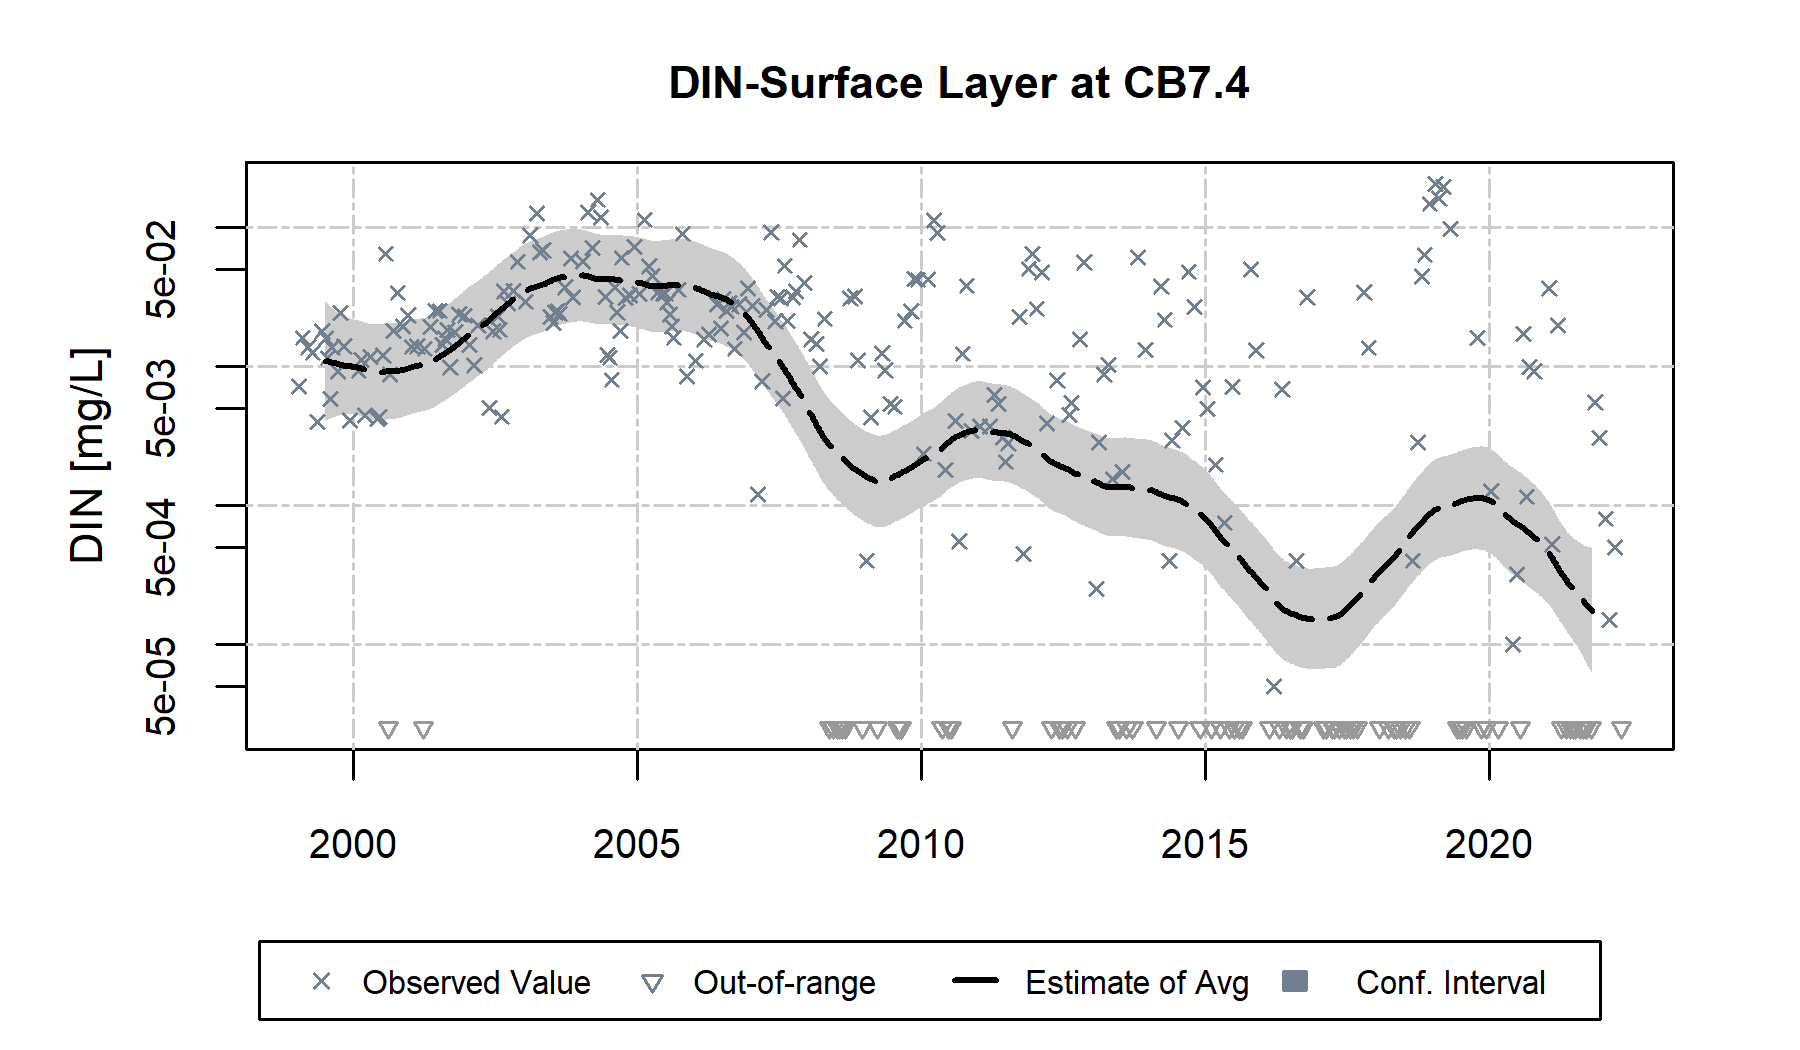 DIN-Surface Layer at CB7.4
DIN [mg/L]
5e-02
5e-03
5e-04
5e-05
2000 2005 2010 2015 2020
Observed Value Out-of-range Estimate of Avg Conf. Interval